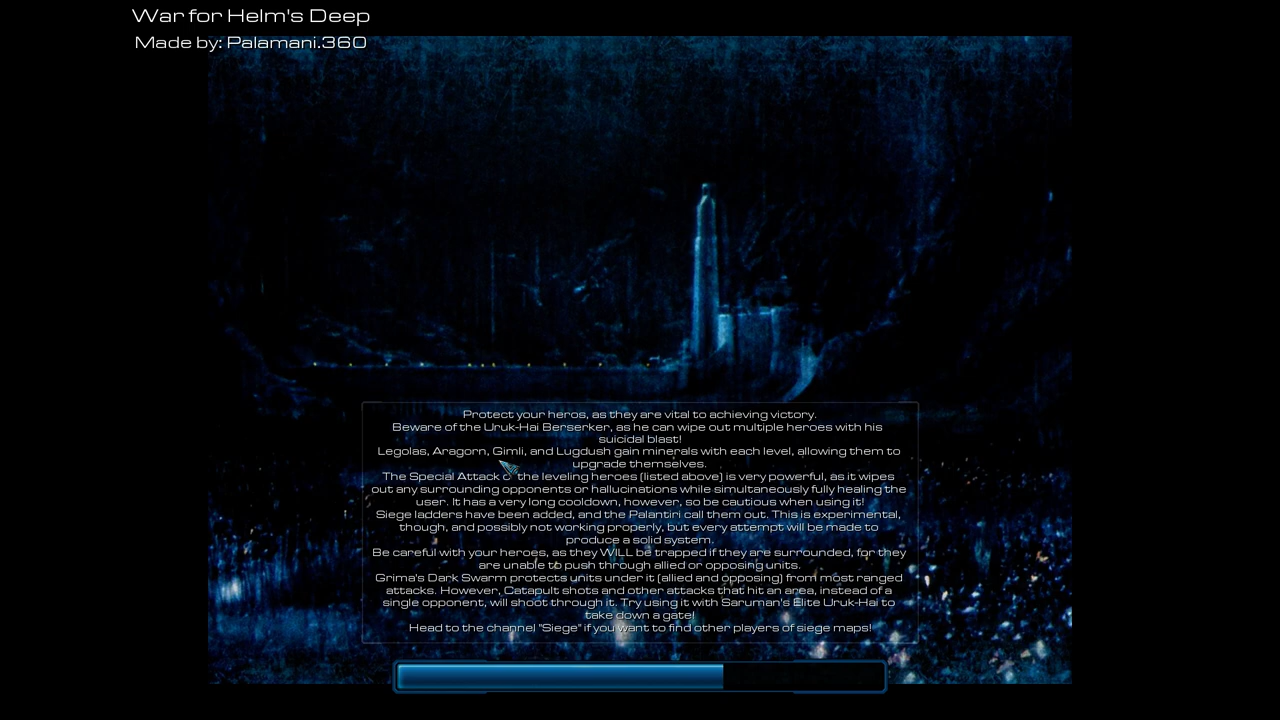 War for Helm's Deep
Made by: Palamani.360
Protect your heros, as they are vital to achieving victory.
Beware of the Uruk-Hai Berserker, as he can wipe out multiple heroes with his
suicidal blast!
Legolas, Aragorn, Gimli, and Lugdush gain minerals with each level, allowing them to
upgrade themselves.
The Special Attack of the leveling heroes (listed above) is very powerful, as it wipes
out any surrounding opponents or hallucinations while simultaneously fully healing the
user. It has a very long cooldown, however, so be cautious when using it!
Siege ladders have been added, and the Palantiri call them out. This is experimental,
though, and possibly not working properly, but every attempt will be made to
produce a solid system.
Be careful with your heroes, as they WILL be trapped if they are surrounded, for they
are unable to push through allied or opposing units.
Grima's Dark Swarm protects units under it (allied and opposing) from most ranged
attacks. However, Catapult shots and other attacks that hit an area, instead of a
single opponent, will shoot through it. Try using it with Saruman's Elite Uruk-Hai to
take down a gate!
Head to the channel "Siege" if you want to find other players of siege maps!